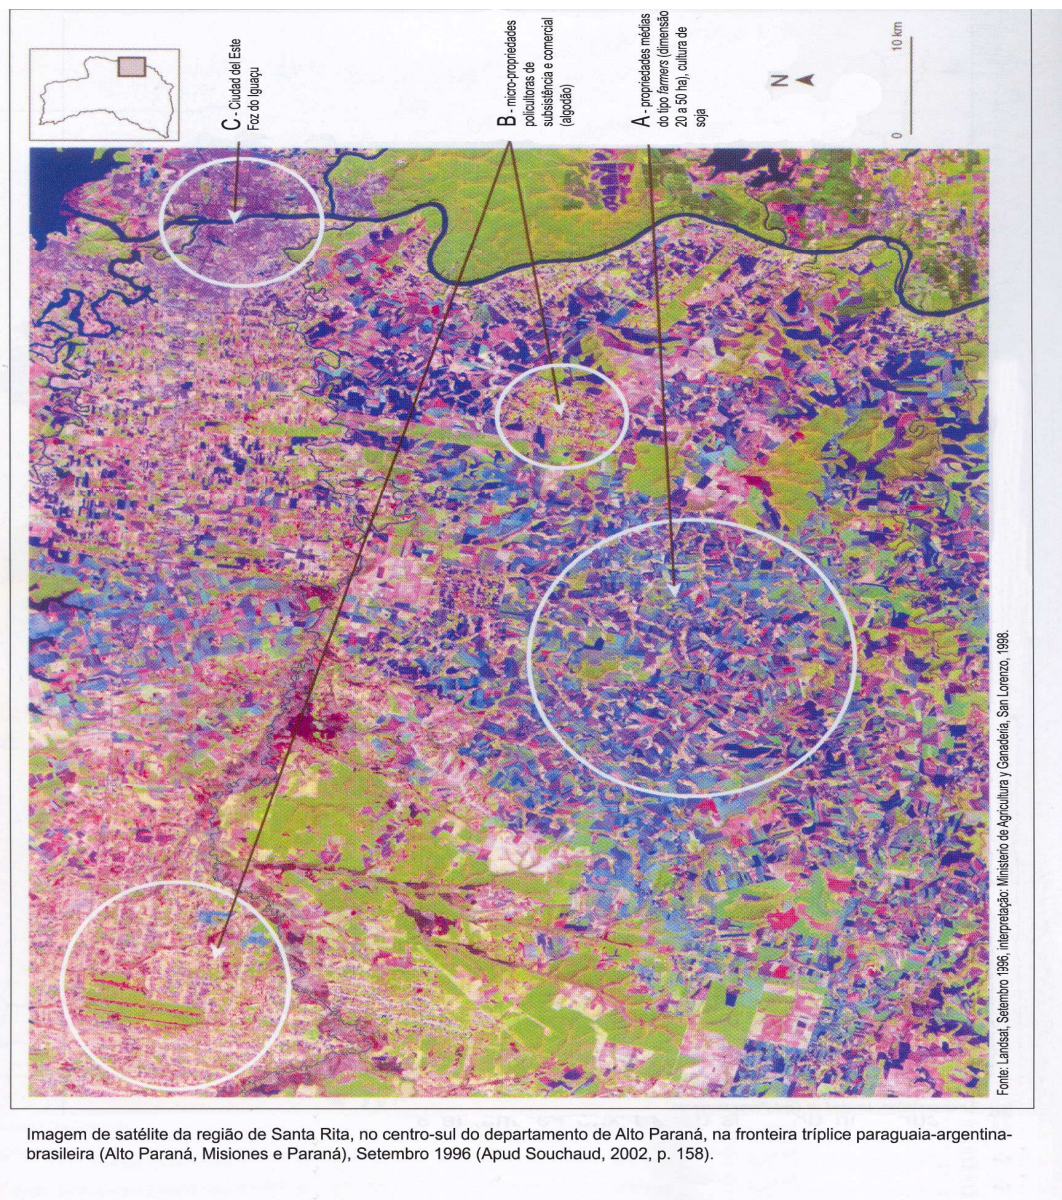 C - Ciudad del Este
Foz do Iguaçu
B - micro-propriedades
policultoras de
subsistência e comercial
(algodão)
A - propriedades médias
do tipo farmers (dimensão
20 a 50 ha), cultura de
soja
N
0
10 km
Fonte: Landsat, Setembro 1996, interpretação: Ministerio de Agricultura y Ganadería, San Lorenzo, 1998.
Imagem de satélite da região de Santa Rita, no centro-sul do departamento de Alto Paraná, na fronteira tríplice paraguaia-argentina-
brasileira (Alto Paraná, Misiones e Paraná), Setembro 1996 (Apud Souchaud, 2002, p. 158).